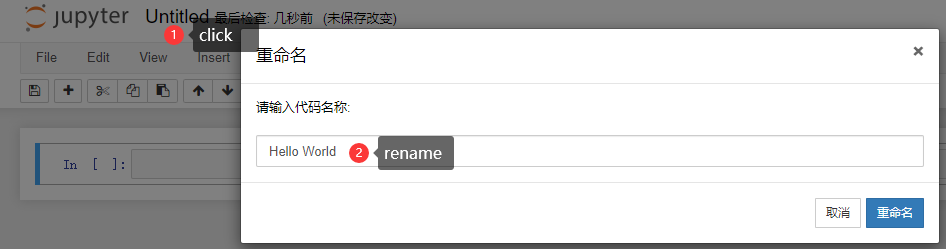 jupyter Untitled 最后检查: 几秒前 (未保存改变)
1 click
File Edit View Insert
重命名 ×
请输入代码名称:
In [ ]:
Hello World 2 rename
取消 重命名